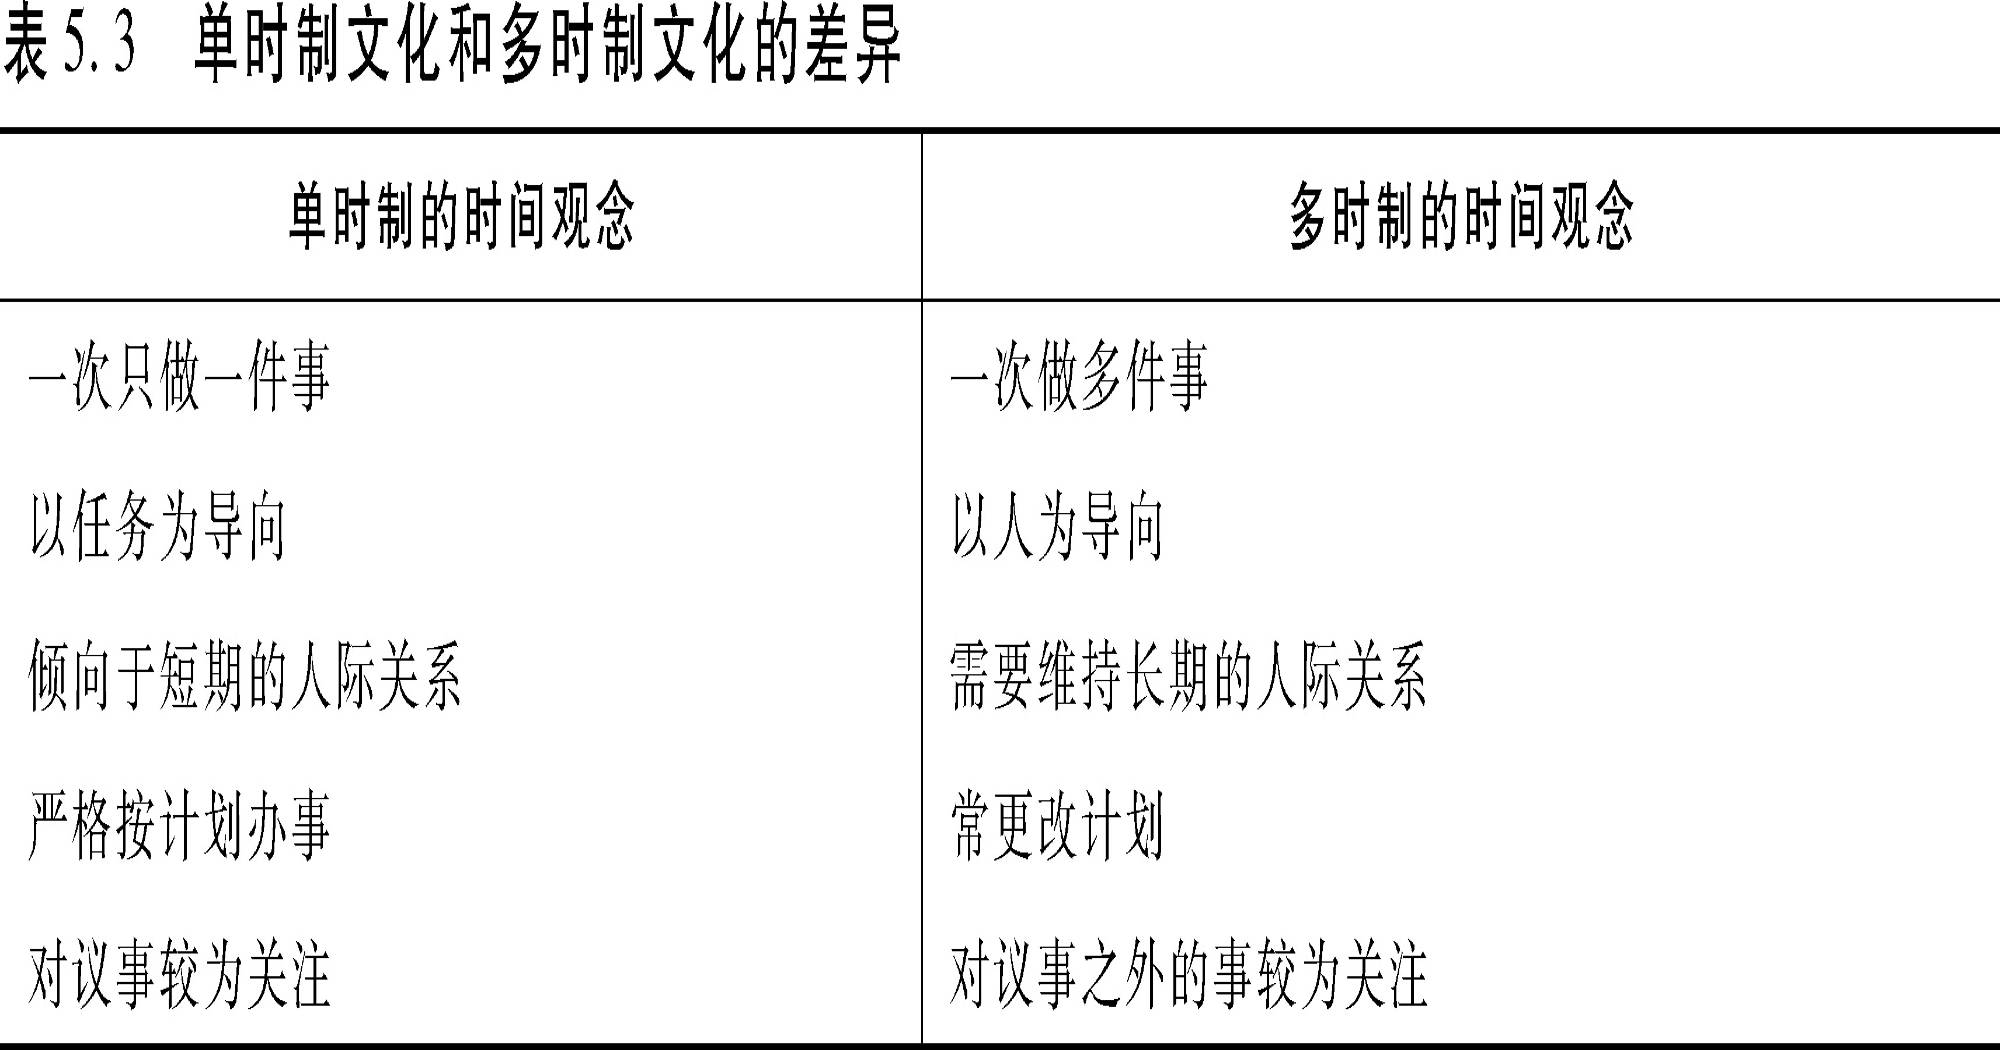 表5.3 单时制文化和多时制文化的差异
单时制的时间观念 多时制的时间观念
一次只做一件事 一次做多件事
以任务为导向 以人为导向
倾向于短期的人际关系 需要维持长期的人际关系
严格按计划办事 常更改计划
对议事较为关注 对议事之外的事较为关注